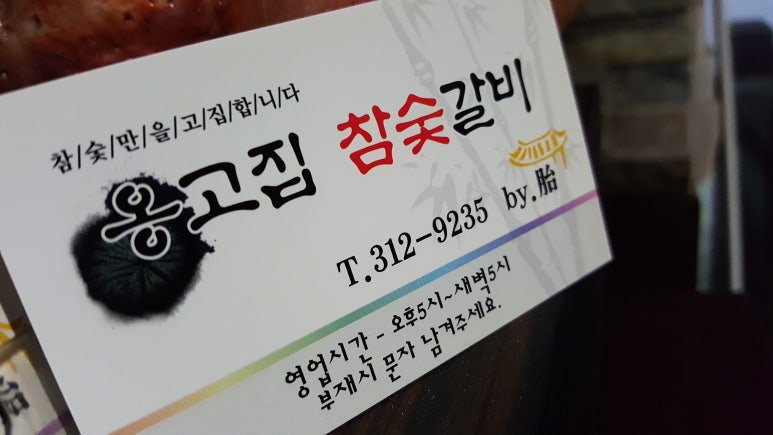 참/숯/만/을/고/집/합/니/다
옹고집 참숯갈비
T.312-9235 by.胎
영업시간 - 오후5시~새벽5시
부재시 문자 남겨주세요.
胎